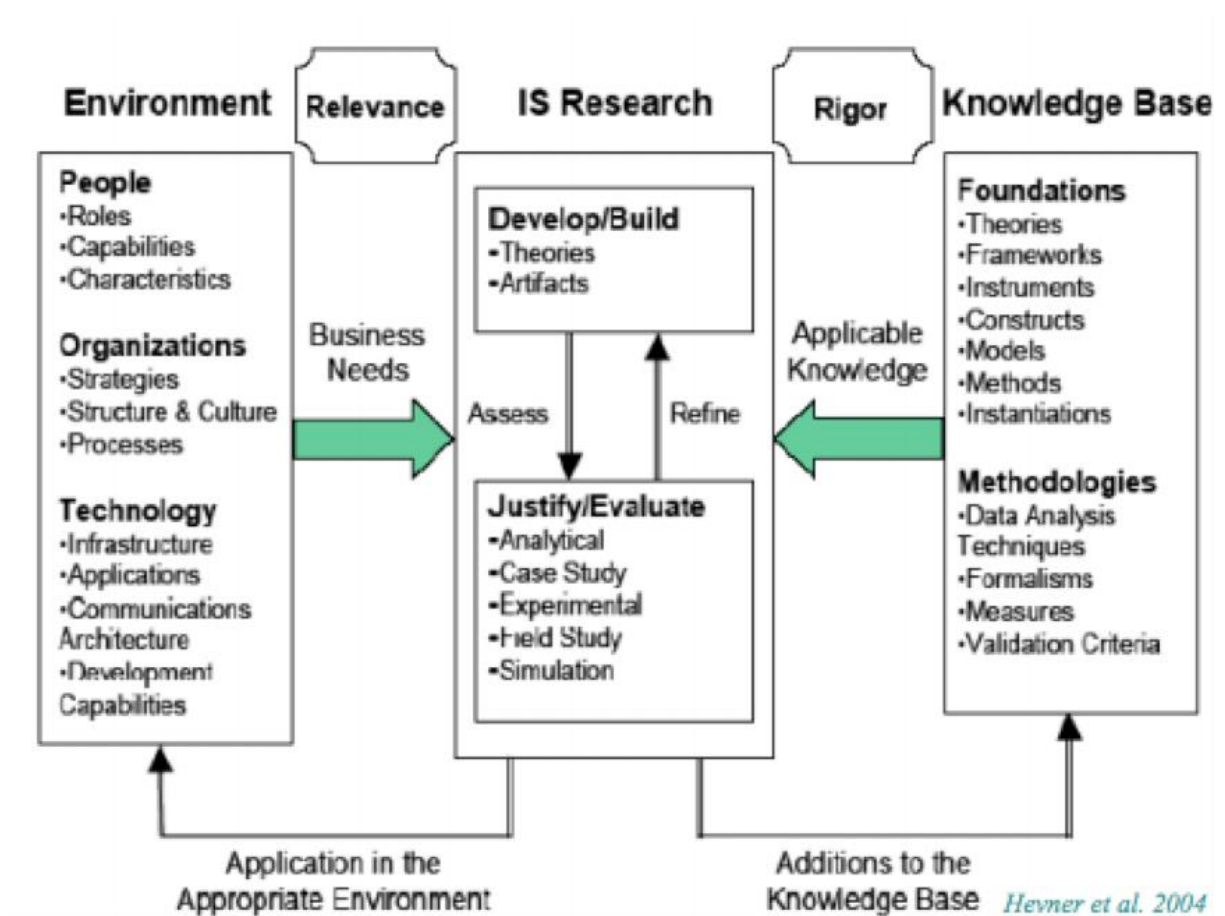 Environment
Relevance
IS Research
Rigor
Knowledge Base
People
•Roles
•Capabilities
•Characteristics
Organizations
•Strategies
•Structure & Culture
•Processes
Technology
•Infrastructure
•Applications
•Communications
Architecture
•Development
Capabilities
Business
Needs
Develop/Build
•Theories
•Artifacts
Assess
Refine
Justify/Evaluate
•Analytical
•Case Study
•Experimental
•Field Study
•Simulation
Applicable
Knowledge
Foundations
•Theories
•Frameworks
•Instruments
•Constructs
•Models
•Methods
•Instantiations
Methodologies
•Data Analysis
Techniques
•Formalisms
•Measures
•Validation Criteria
Application in the
Appropriate Environment
Additions to the
Knowledge Base
Hevner et al. 2004